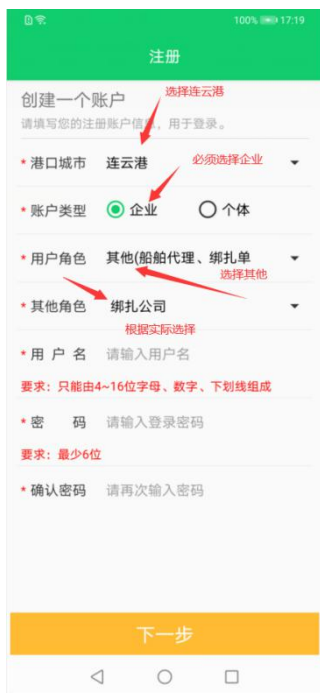 100% 17:19
注册
创建一个账户
选择连云港
请填写您的注册账户信息，用于登录。
* 港口城市 连云港
必须选择企业
* 账户类型 企业 个体
* 用户角色 其他(船舶代理、绑扎单
选择其他
* 其他角色 绑扎公司
根据实际选择
* 用 户 名 请输入用户名
要求：只能由4~16位字母、数字、下划线组成
* 密 码 请输入登录密码
要求：最少6位
* 确认密码 请再次输入密码
下一步